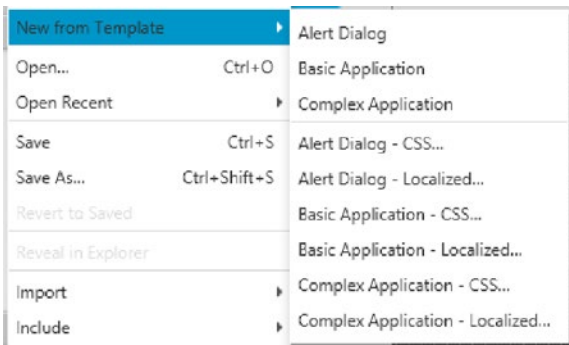 New from Template
Open... Ctrl+O
Open Recent
Save Ctrl+S
Save As... Ctrl+Shift+S
Revert to Saved
Reveal in Explorer
Import
Include
Alert Dialog
Basic Application
Complex Application
Alert Dialog - CSS...
Alert Dialog - Localized...
Basic Application - CSS...
Basic Application - Localized...
Complex Application - CSS...
Complex Application - Localized...